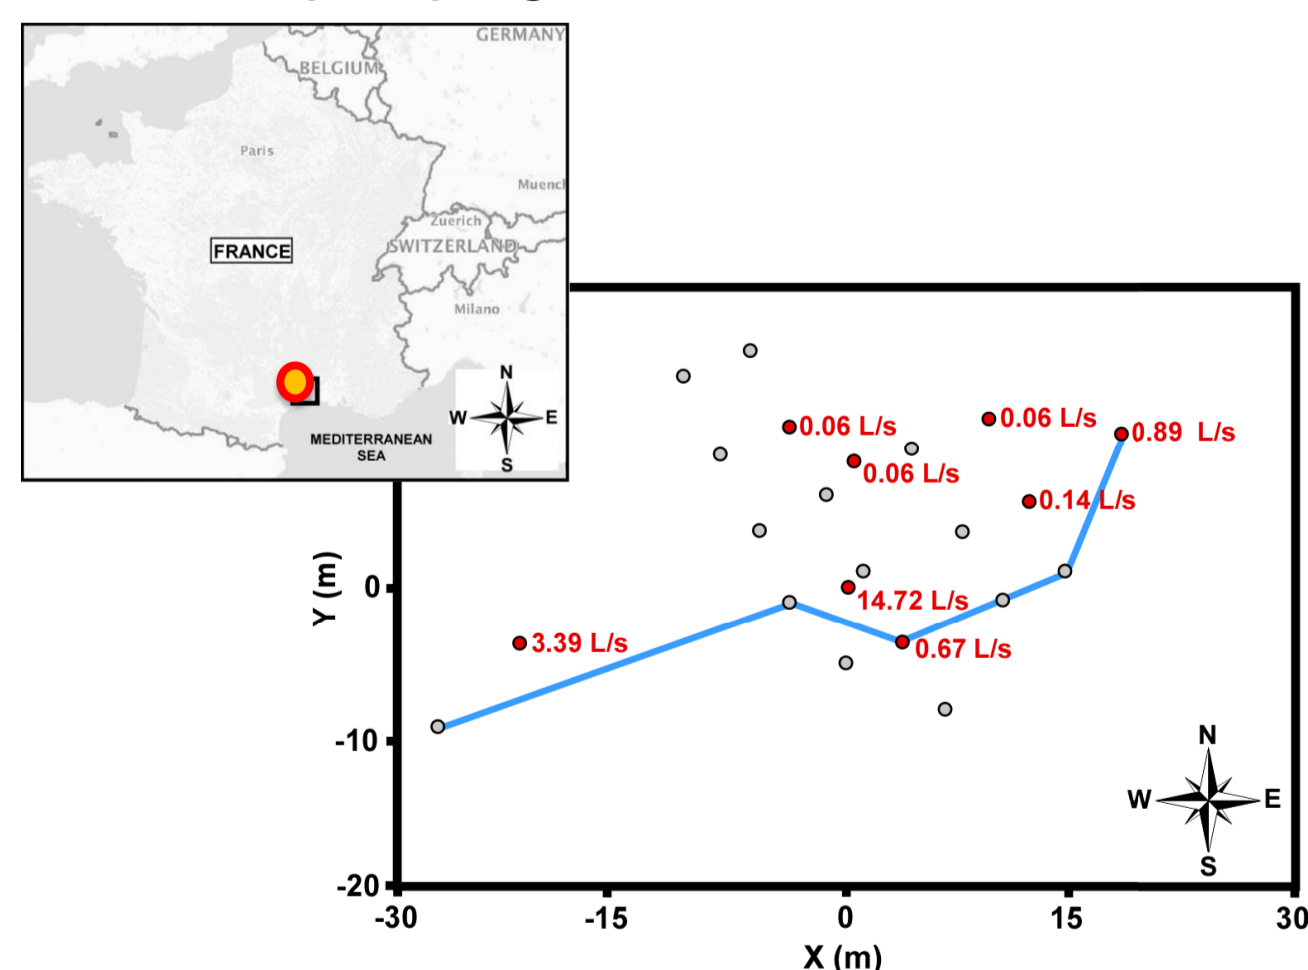 GERMANY
BELGIUM
Paris
Muench
Zuerich
FRANCE
SWITZERLAND
Milano
N
W E
S
MEDITERRANEAN
SEA
0.06 L/s
0.06 L/s
0.89 L/s
0.06 L/s
0.14 L/s
Y (m)
0
14.72 L/s
3.39 L/s
0.67 L/s
-10
N
W E
S
-20
-30 -15 0 15 30
X (m)